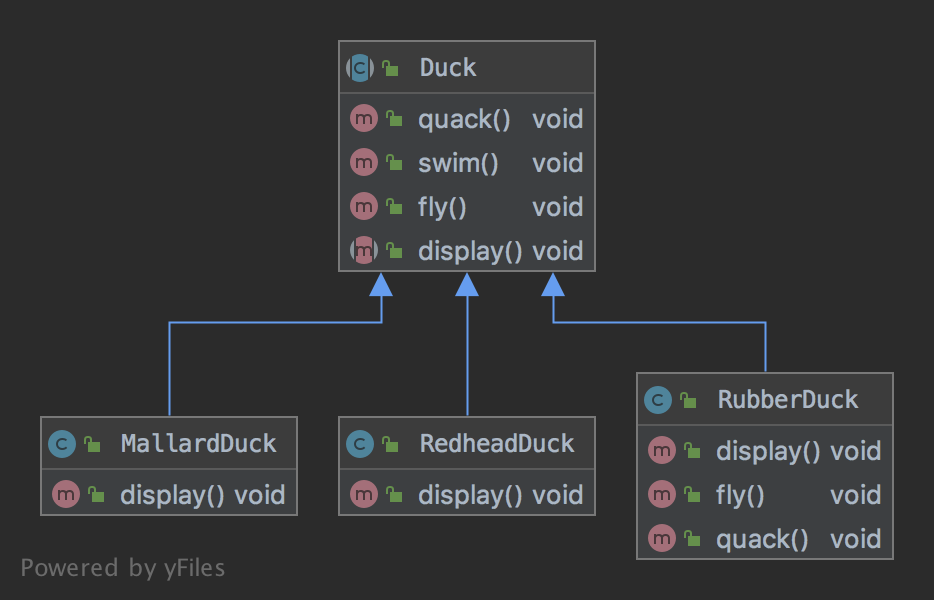 Duck
quack() void
swim() void
fly() void
display() void
MallardDuck
display() void
RedheadDuck
display() void
RubberDuck
display() void
fly() void
quack() void
Powered by yFiles